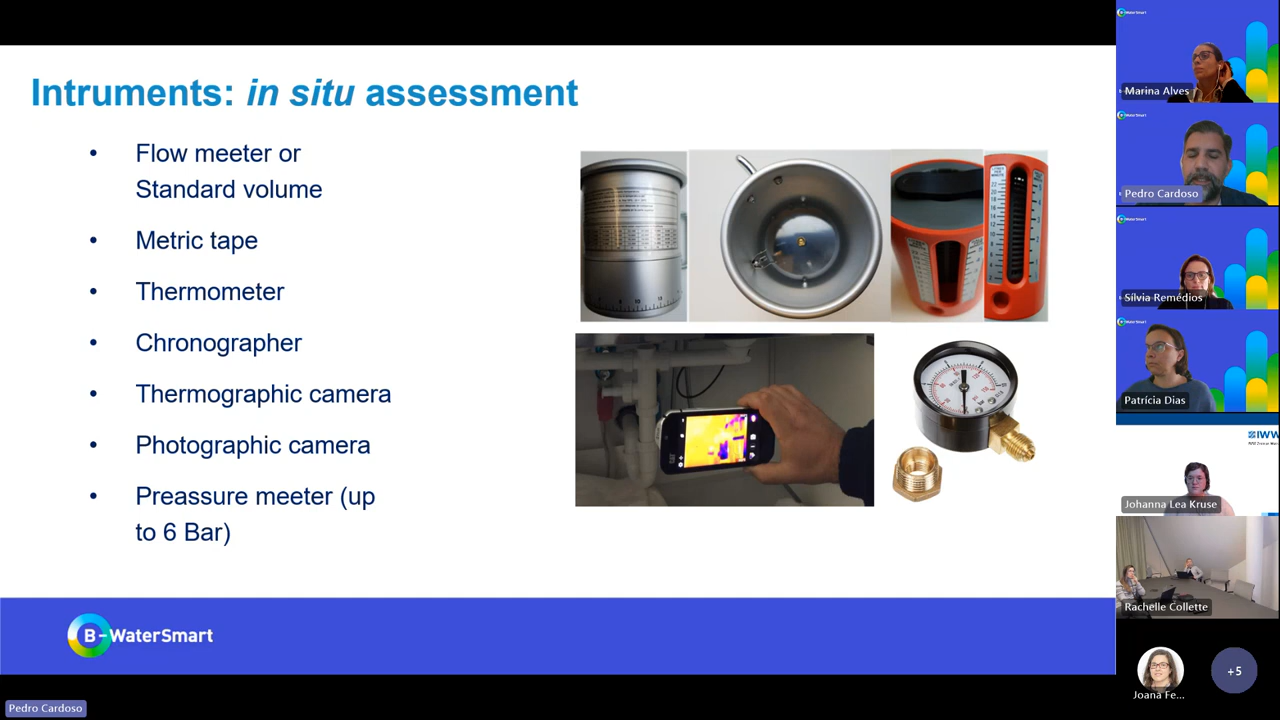 Intruments: in situ assessment
• Flow meeter or
Standard volume
• Metric tape
• Thermometer
• Chronographer
• Thermographic camera
• Photographic camera
• Preassure meeter (up
to 6 Bar)
B-WaterSmart
Pedro Cardoso
Marina Alves
Pedro Cardoso
Sílvia Remédios
Patrícia Dias
IWW
Johanna Lea Kruse
Rachelle Collette
Joana Fe...
+5